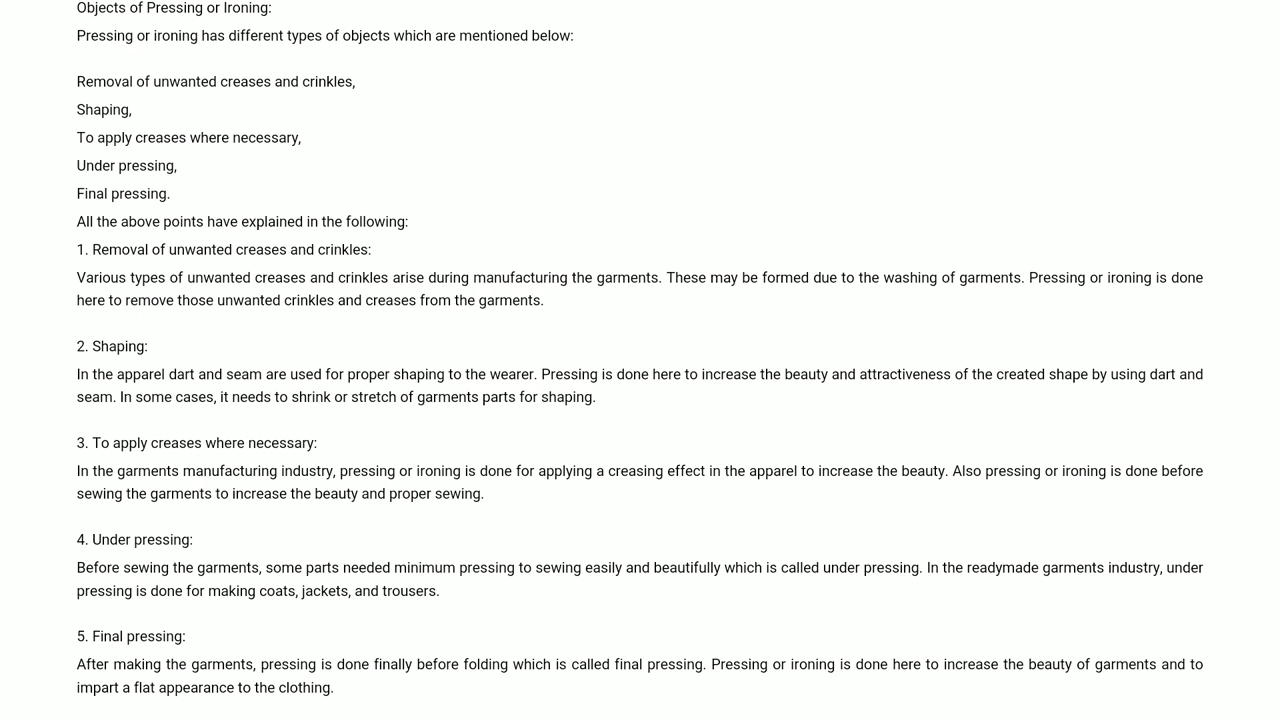 Objects of Pressing or Ironing:
Pressing or ironing has different types of objects which are mentioned below:
Removal of unwanted creases and crinkles,
Shaping,
To apply creases where necessary,
Under pressing,
Final pressing.
All the above points have explained in the following:
1. Removal of unwanted creases and crinkles:
Various types of unwanted creases and crinkles arise during manufacturing the garments. These may be formed due to the washing of garments. Pressing or ironing is done
here to remove those unwanted crinkles and creases from the garments.
2. Shaping:
In the apparel dart and seam are used for proper shaping to the wearer. Pressing is done here to increase the beauty and attractiveness of the created shape by using dart and
seam. In some cases, it needs to shrink or stretch of garments parts for shaping.
3. To apply creases where necessary:
In the garments manufacturing industry, pressing or ironing is done for applying a creasing effect in the apparel to increase the beauty. Also pressing or ironing is done before
sewing the garments to increase the beauty and proper sewing.
4. Under pressing:
Before sewing the garments, some parts needed minimum pressing to sewing easily and beautifully which is called under pressing. In the readymade garments industry, under
pressing is done for making coats, jackets, and trousers.
5. Final pressing:
After making the garments, pressing is done finally before folding which is called final pressing. Pressing or ironing is done here to increase the beauty of garments and to
impart a flat appearance to the clothing.